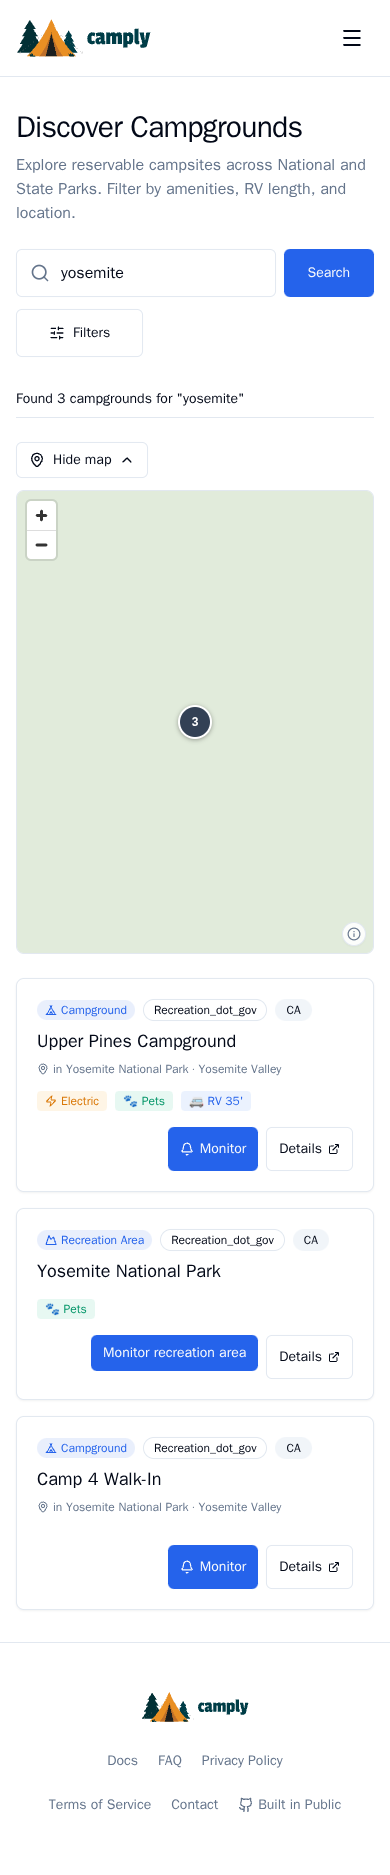 camply
Discover Campgrounds
Explore reservable campsites across National and
State Parks. Filter by amenities, RV length, and
location.
yosemite
Search
Filters
Found 3 campgrounds for "yosemite"
Hide map
3
Campground Recreation_dot_gov CA
Upper Pines Campground
in Yosemite National Park · Yosemite Valley
Electric Pets RV 35'
Monitor Details
Recreation Area Recreation_dot_gov CA
Yosemite National Park
Pets
Monitor recreation area Details
Campground Recreation_dot_gov CA
Camp 4 Walk-In
in Yosemite National Park · Yosemite Valley
Monitor Details
camply
Docs FAQ Privacy Policy
Terms of Service Contact Built in Public